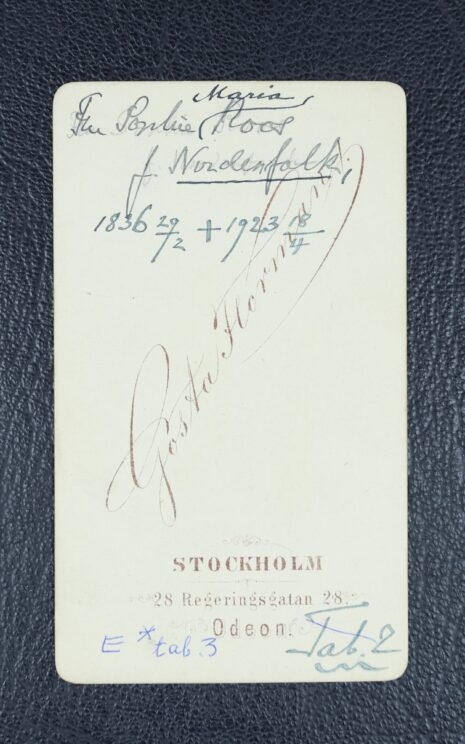 Maria
Fru Sophie, Roos
f. Nordenfalk,
1836 29/2 + 1923 18/4
Gösta Florman.
STOCKHOLM
28 Regeringsgatan 28.
Odeon.
E * tab. 3
Tab. 2